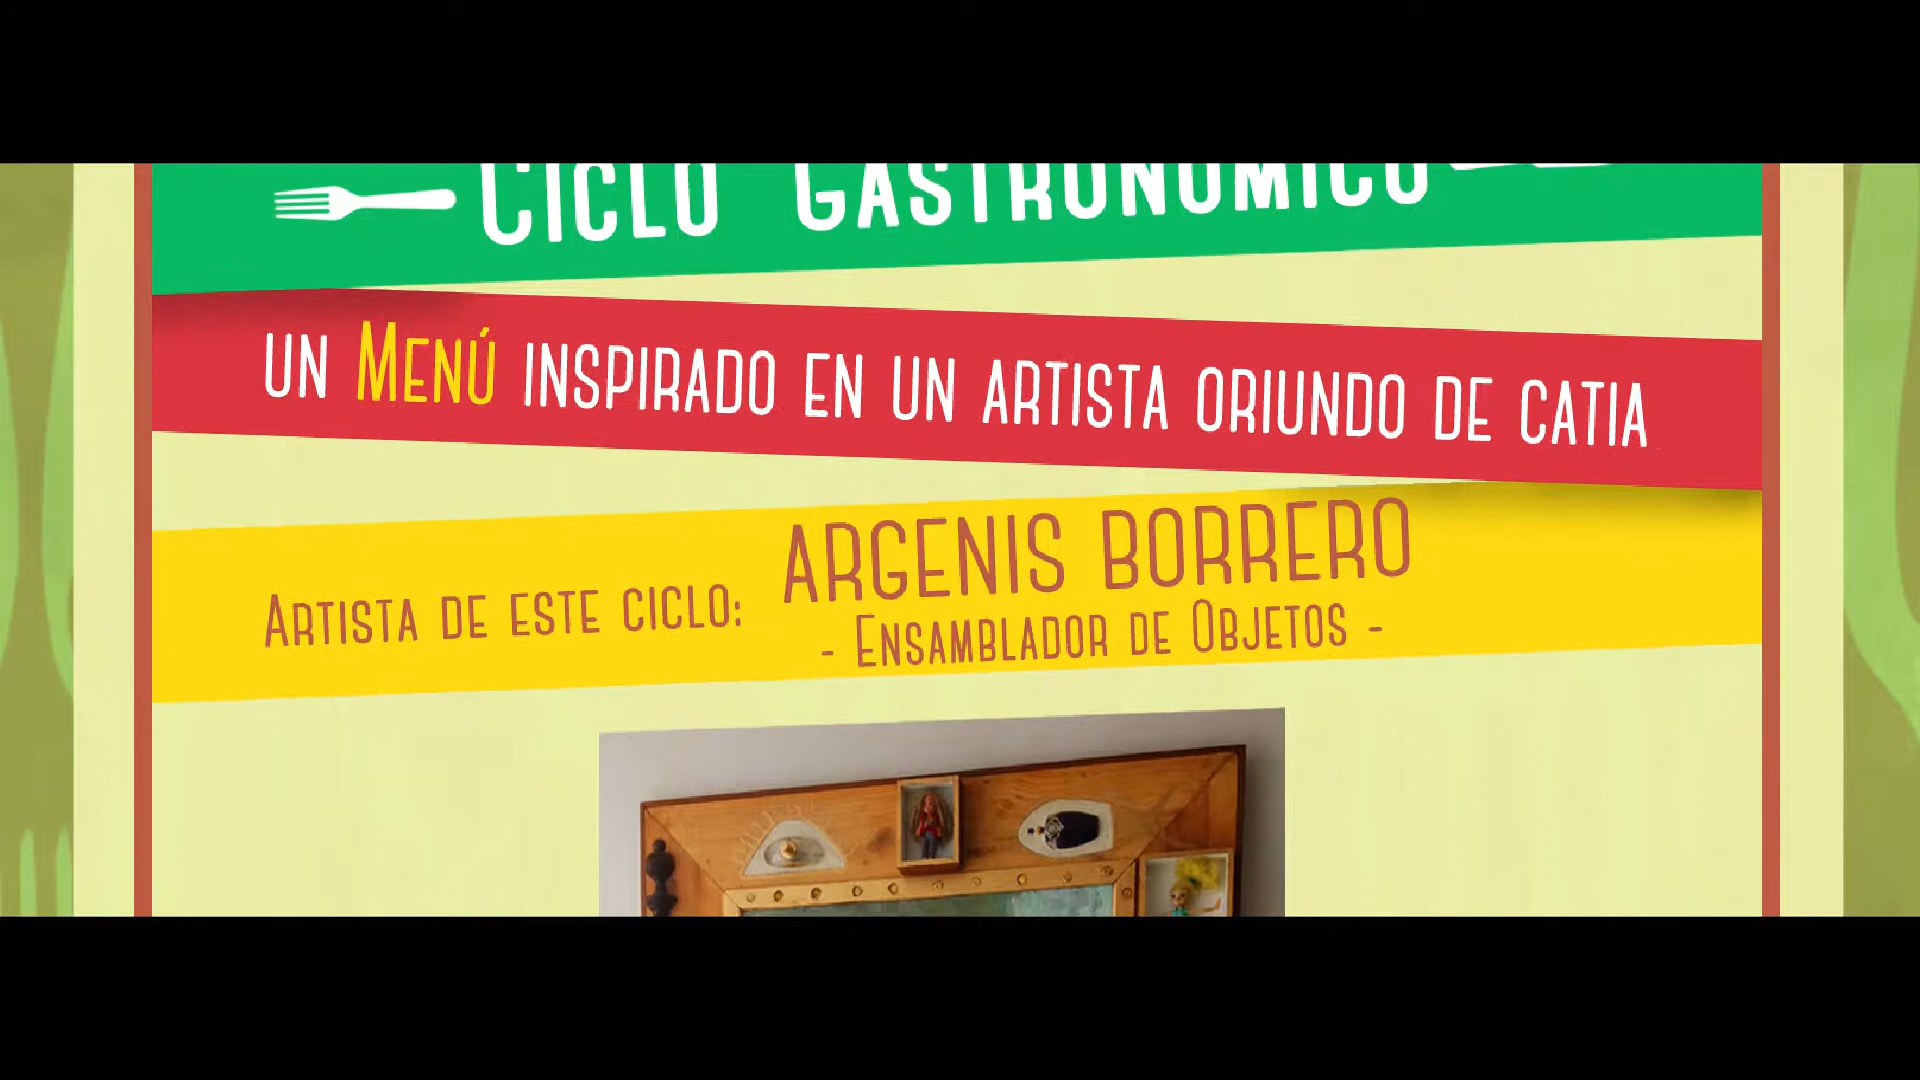 Ciclo Gastronómico
un Menú inspirado en un artista oriundo de Catia
Artista de este ciclo: ARGENIS BORRERO
- Ensamblador de Objetos -